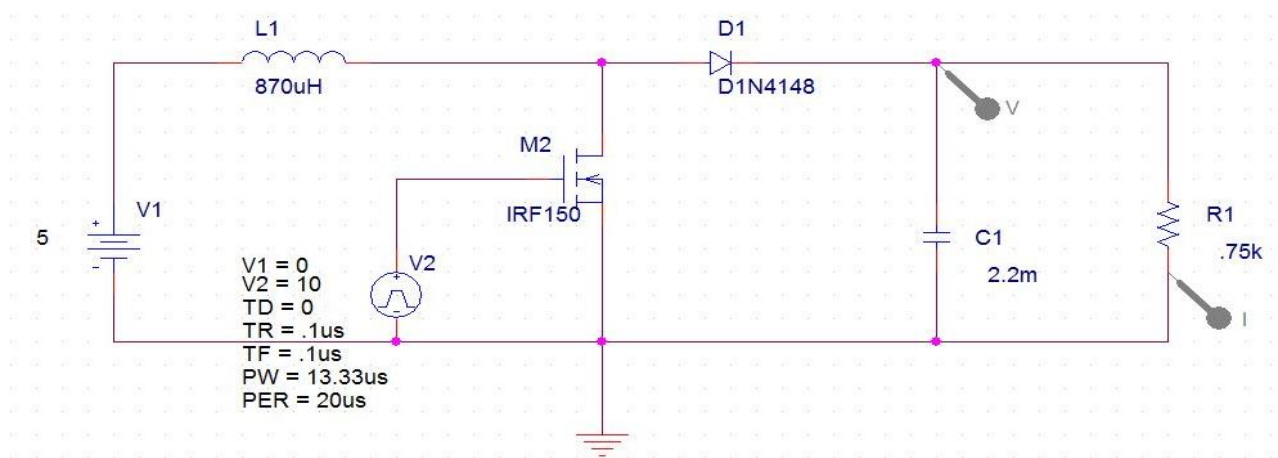 L1
870uH
D1
D1N4148
V
M2
IRF150
V1
5
+
-
V2
+
-
V1 = 0
V2 = 10
TD = 0
TR = .1us
TF = .1us
PW = 13.33us
PER = 20us
C1
2.2m
R1
.75k
I